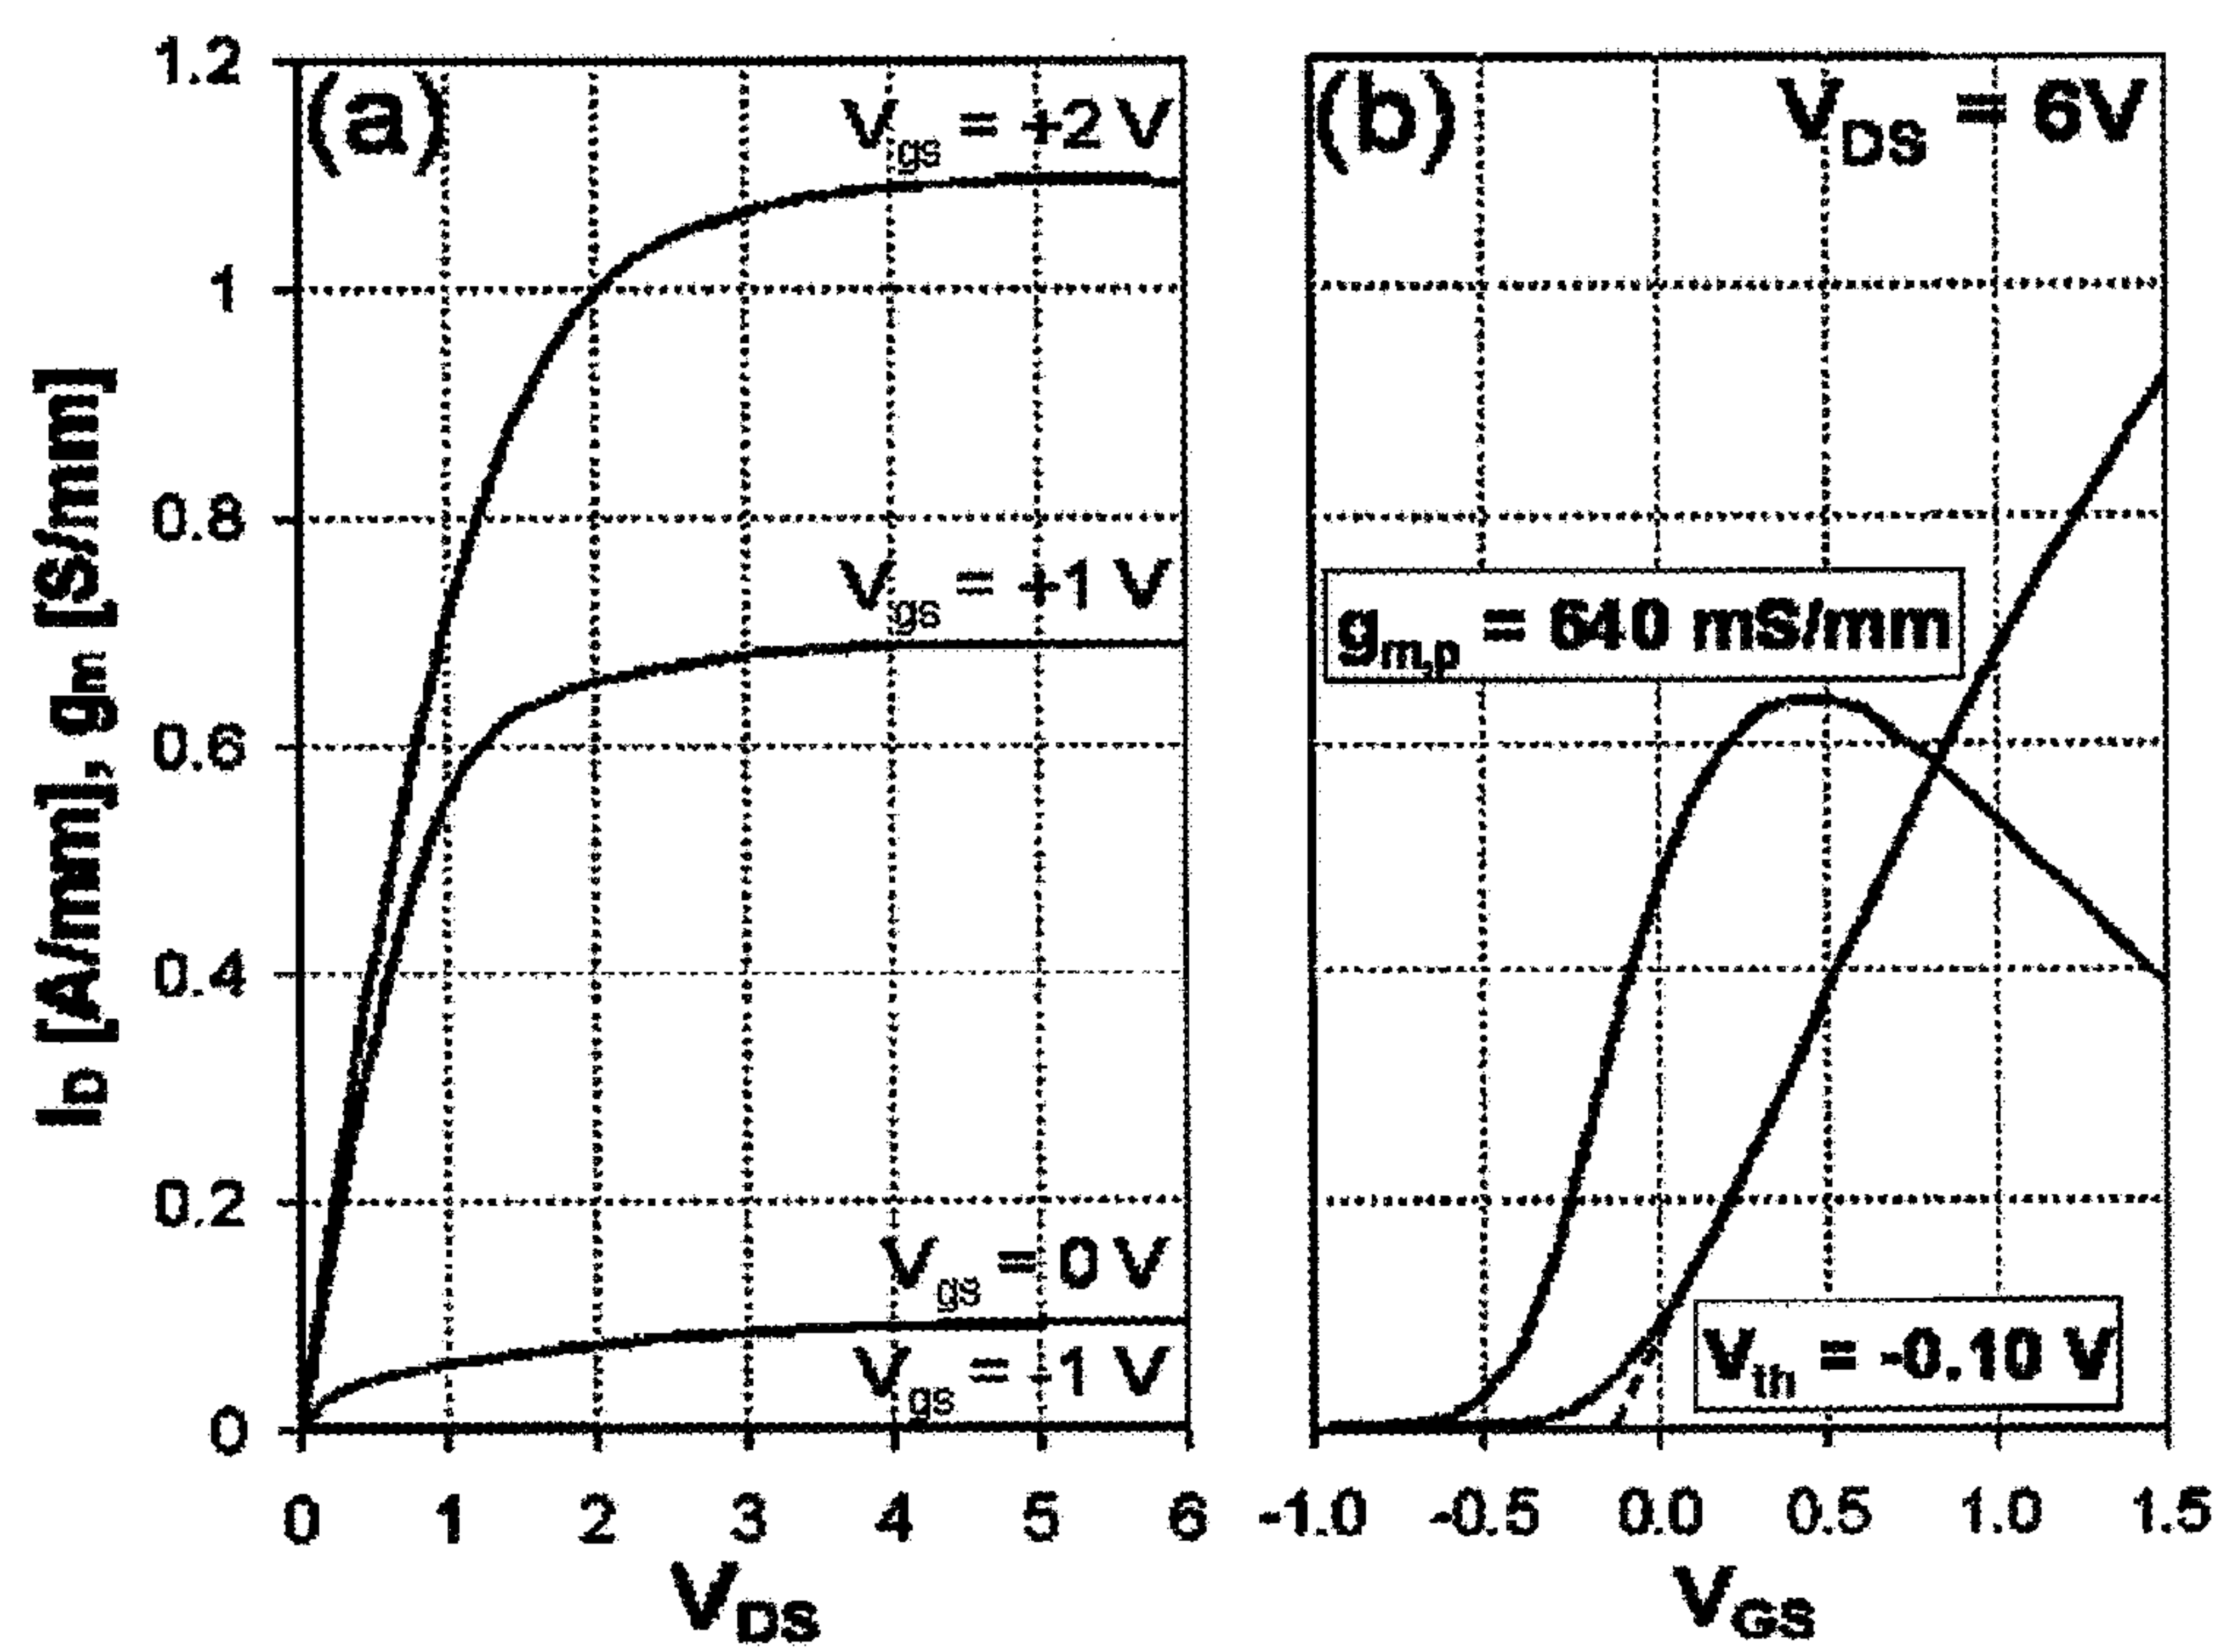 (a)
V_gs = +2 V
V_gs = +1 V
V_gs = 0 V
V_gs = -1 V
I_D [A/mm], g_m [S/mm]
1.2
1
0.8
0.6
0.4
0.2
0
0 1 2 3 4 5 6
V_DS
(b)
V_DS = 6V
g_m,p = 640 mS/mm
V_th = -0.10 V
-1.0 -0.5 0.0 0.5 1.0 1.5
V_GS